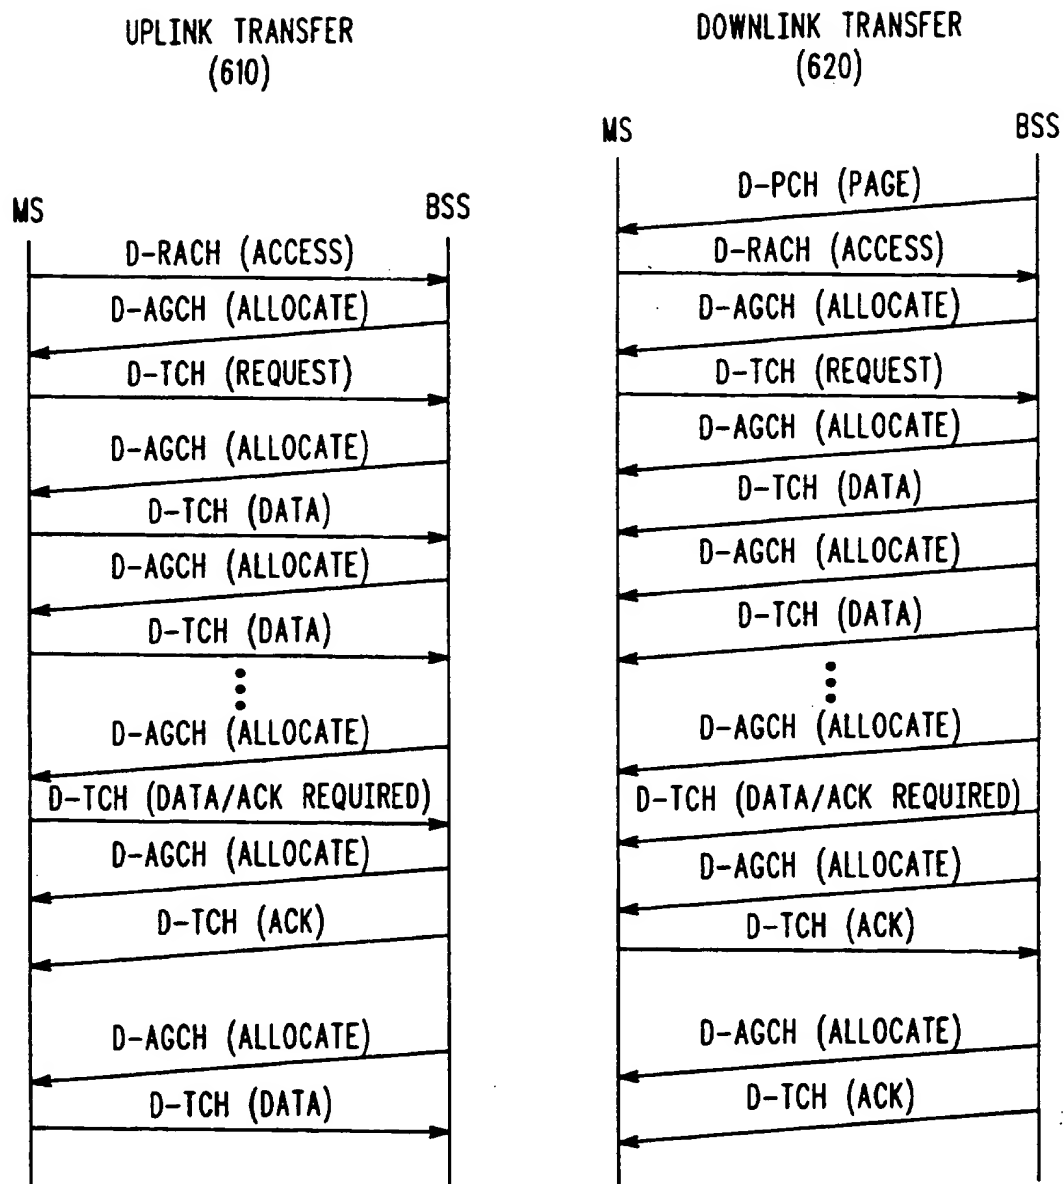 UPLINK TRANSFER
(610)
MS
BSS
D-RACH (ACCESS)
D-AGCH (ALLOCATE)
D-TCH (REQUEST)
D-AGCH (ALLOCATE)
D-TCH (DATA)
D-AGCH (ALLOCATE)
D-TCH (DATA)
D-AGCH (ALLOCATE)
D-TCH (DATA/ACK REQUIRED)
D-AGCH (ALLOCATE)
D-TCH (ACK)
D-AGCH (ALLOCATE)
D-TCH (DATA)
DOWNLINK TRANSFER
(620)
MS
BSS
D-PCH (PAGE)
D-RACH (ACCESS)
D-AGCH (ALLOCATE)
D-TCH (REQUEST)
D-AGCH (ALLOCATE)
D-TCH (DATA)
D-AGCH (ALLOCATE)
D-TCH (DATA)
D-AGCH (ALLOCATE)
D-TCH (DATA/ACK REQUIRED)
D-AGCH (ALLOCATE)
D-TCH (ACK)
D-AGCH (ALLOCATE)
D-TCH (ACK)